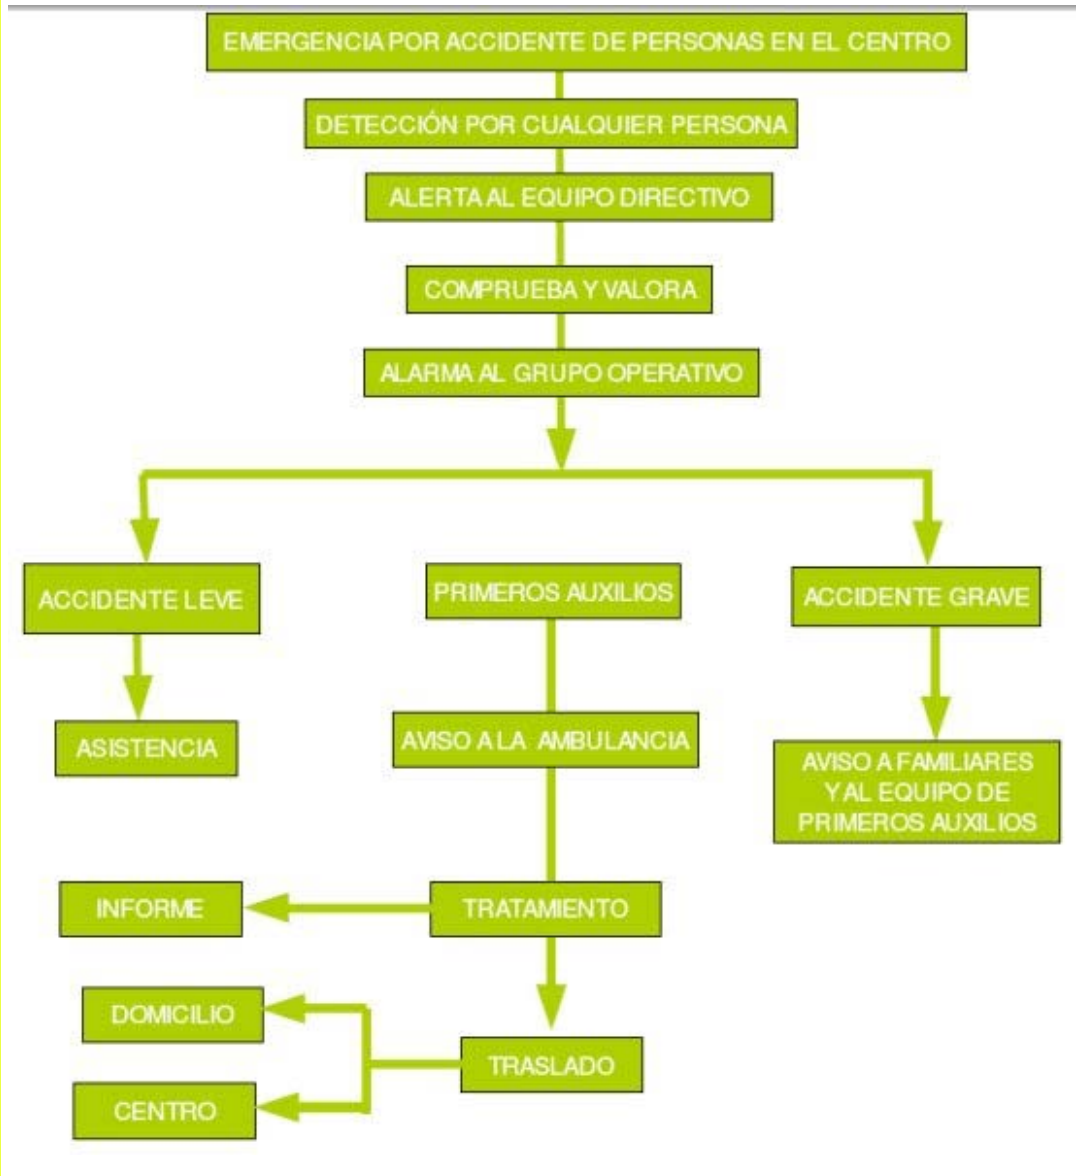 EMERGENCIA POR ACCIDENTE DE PERSONAS EN EL CENTRO
DETECCIÓN POR CUALQUIER PERSONA
ALERTA AL EQUIPO DIRECTIVO
COMPRUEBA Y VALORA
ALARMA AL GRUPO OPERATIVO
ACCIDENTE LEVE
PRIMEROS AUXILIOS
ACCIDENTE GRAVE
ASISTENCIA
AVISO A LA AMBULANCIA
AVISO A FAMILIARES
Y AL EQUIPO DE
PRIMEROS AUXILIOS
INFORME
TRATAMIENTO
DOMICILIO
TRASLADO
CENTRO